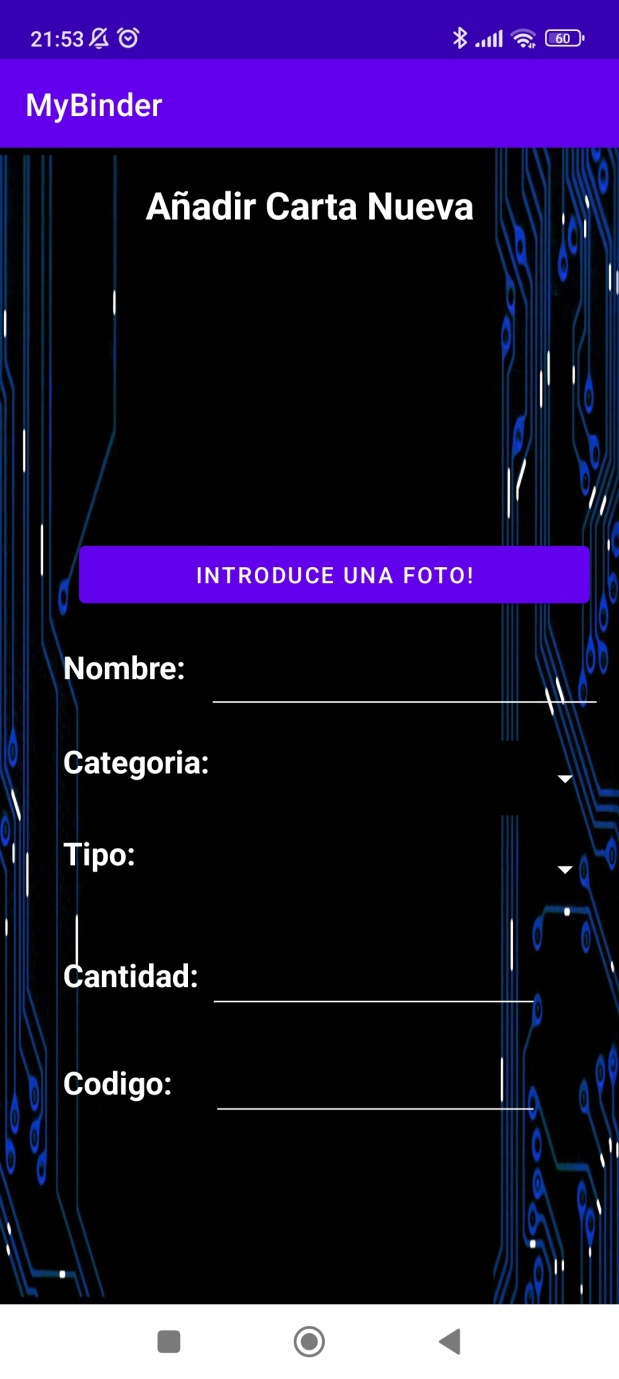 21:53
60
MyBinder
Añadir Carta Nueva
INTRODUCE UNA FOTO!
Nombre:
Categoria:
Tipo:
Cantidad:
Codigo: